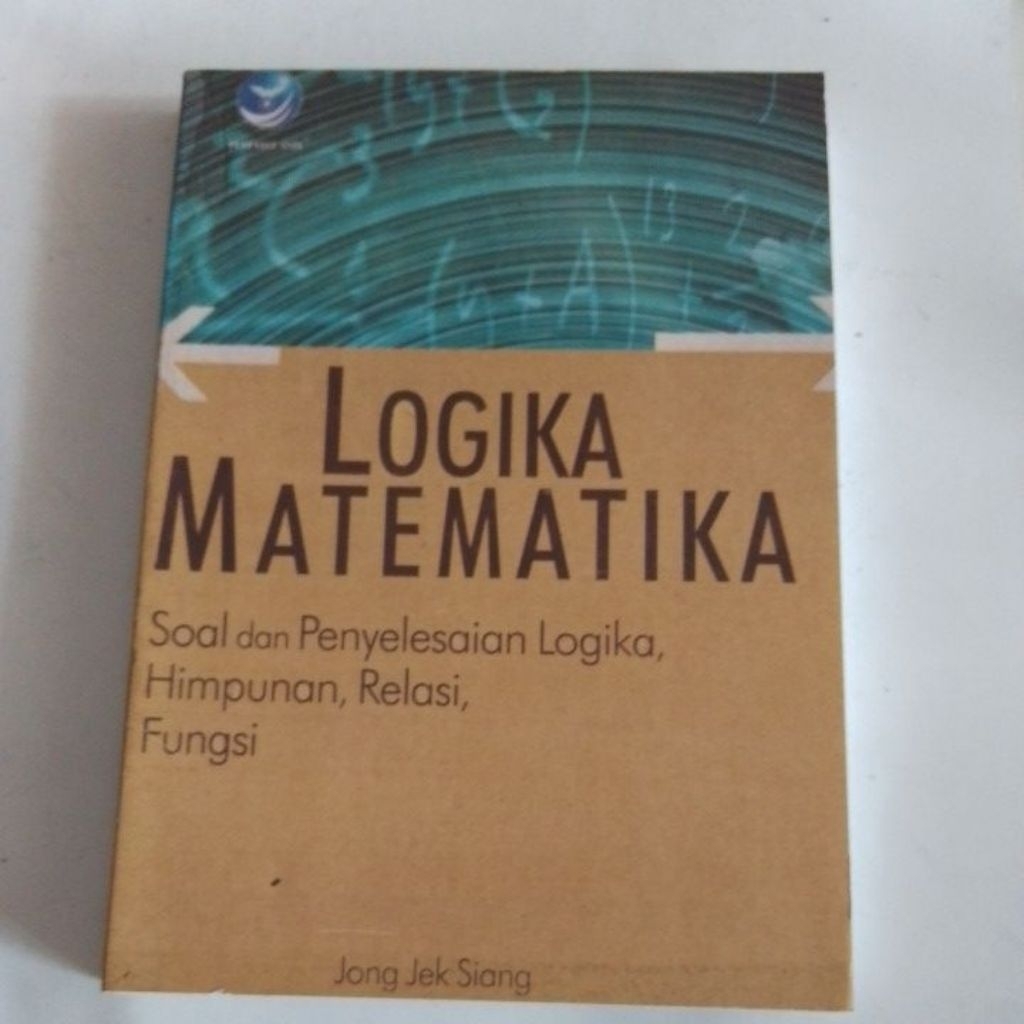 LOGIKA
MATEMATIKA
Soal dan Penyelesaian Logika,
Himpunan, Relasi,
Fungsi
Jong Jek Siang